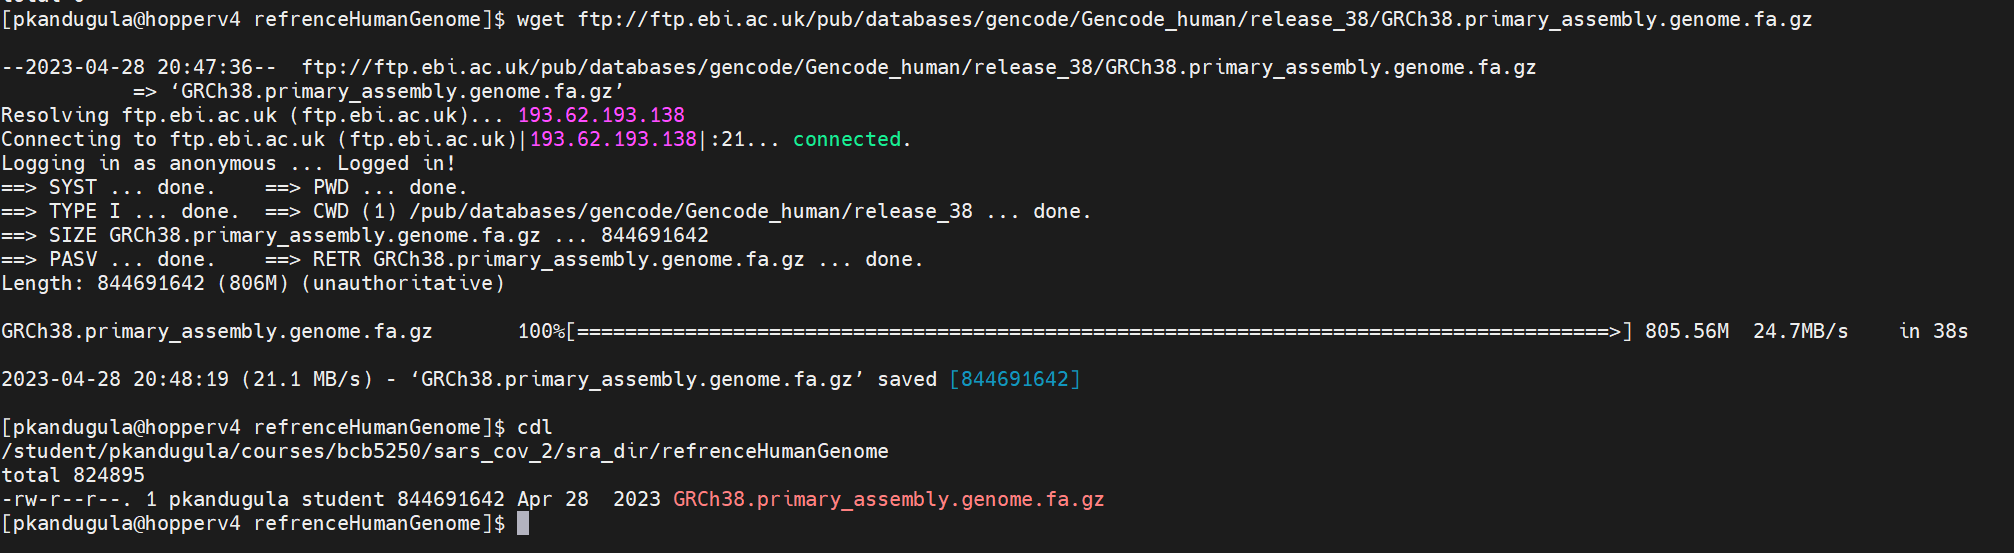 [pkandugula@hopperv4 refrenceHumanGenome]$ wget ftp://ftp.ebi.ac.uk/pub/databases/gencode/Gencode_human/release_38/GRCh38.primary_assembly.genome.fa.gz
--2023-04-28 20:47:36--  ftp://ftp.ebi.ac.uk/pub/databases/gencode/Gencode_human/release_38/GRCh38.primary_assembly.genome.fa.gz
           => ‘GRCh38.primary_assembly.genome.fa.gz’
Resolving ftp.ebi.ac.uk (ftp.ebi.ac.uk)... 193.62.193.138
Connecting to ftp.ebi.ac.uk (ftp.ebi.ac.uk)|193.62.193.138|:21... connected.
Logging in as anonymous ... Logged in!
==> SYST ... done.    ==> PWD ... done.
==> TYPE I ... done.  ==> CWD (1) /pub/databases/gencode/Gencode_human/release_38 ... done.
==> SIZE GRCh38.primary_assembly.genome.fa.gz ... 844691642
==> PASV ... done.    ==> RETR GRCh38.primary_assembly.genome.fa.gz ... done.
Length: 844691642 (806M) (unauthoritative)
GRCh38.primary_assembly.genome.fa.gz       100%[======================================================================================>] 805.56M  24.7MB/s    in 38s
2023-04-28 20:48:19 (21.1 MB/s) - ‘GRCh38.primary_assembly.genome.fa.gz’ saved [844691642]
[pkandugula@hopperv4 refrenceHumanGenome]$ cdl
/student/pkandugula/courses/bcb5250/sars_cov_2/sra_dir/refrenceHumanGenome
total 824895
-rw-r--r--. 1 pkandugula student 844691642 Apr 28  2023 GRCh38.primary_assembly.genome.fa.gz
[pkandugula@hopperv4 refrenceHumanGenome]$